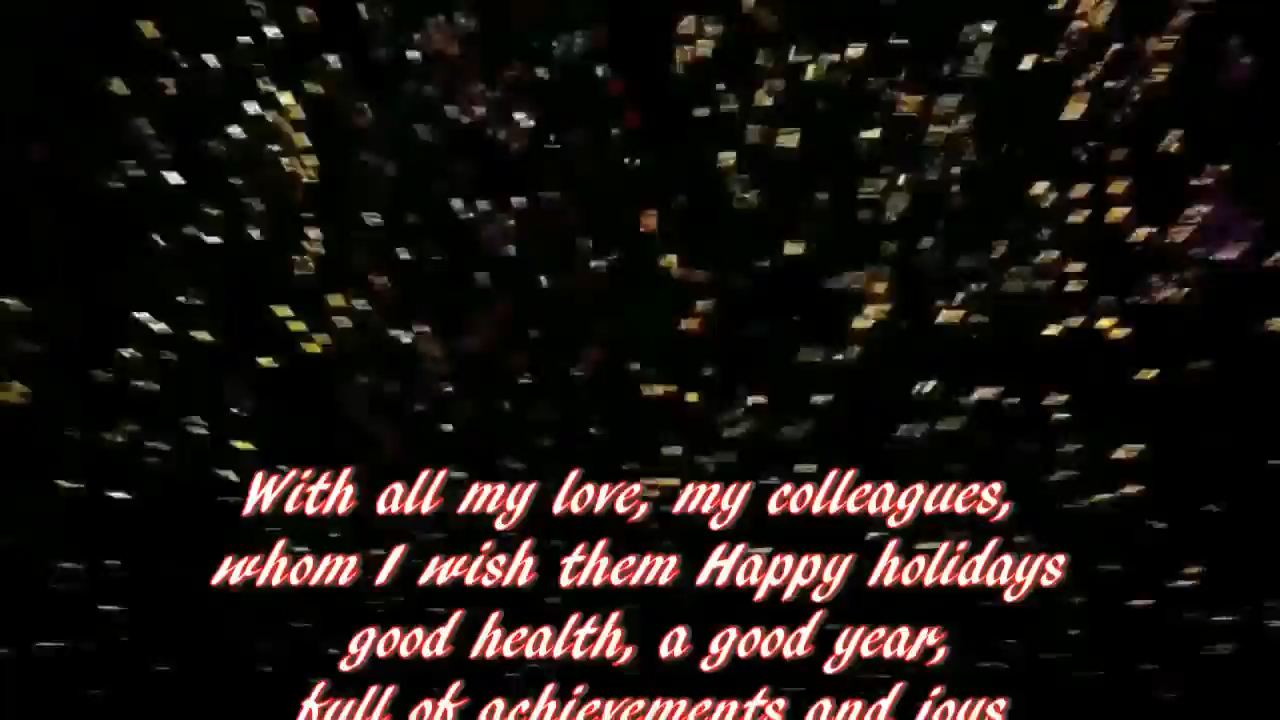 With all my love, my colleagues,
whom I wish them Happy holidays
good health, a good year,
full of achievements and joys